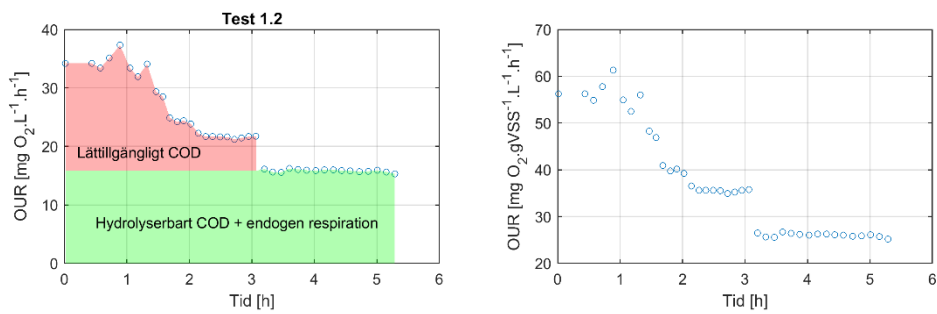 Test 1.2
OUR [mg O₂.L⁻¹.h⁻¹]
40
30
20
10
0
Lättillgängligt COD
Hydrolyserbart COD + endogen respiration
0 1 2 3 4 5 6
Tid [h]
OUR [mg O₂.gVSS⁻¹.L⁻¹.h⁻¹]
70
60
50
40
30
20
0 1 2 3 4 5 6
Tid [h]